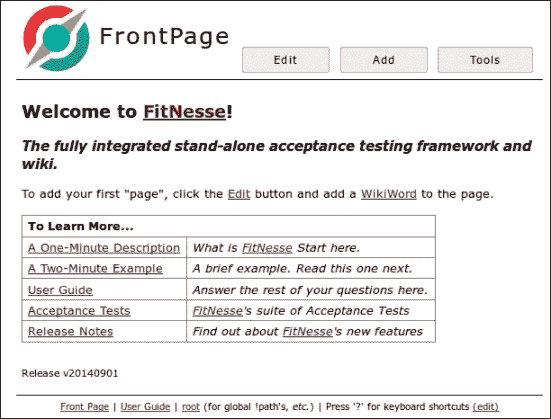 FrontPage
Edit Add Tools
Welcome to FitNesse!
The fully integrated stand-alone acceptance testing framework and
wiki.
To add your first "page", click the Edit button and add a WikiWord to the page.
To Learn More...
A One-Minute Description What is FitNesse Start here.
A Two-Minute Example A brief example. Read this one next.
User Guide Answer the rest of your questions here.
Acceptance Tests FitNesse's suite of Acceptance Tests
Release Notes Find out about FitNesse's new features
Release v20140901
Front Page | User Guide | root (for global !path's, etc.) | Press '?' for keyboard shortcuts (edit)